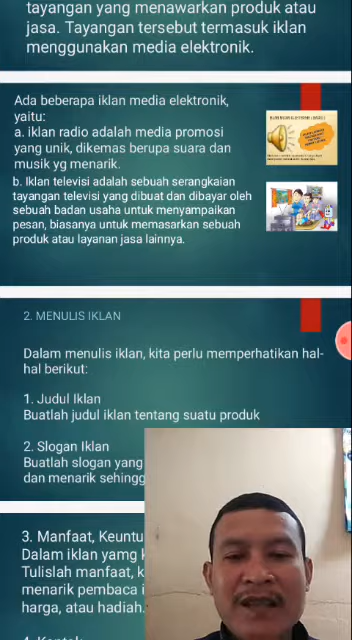 tayangan yang menawarkan produk atau
jasa. Tayangan tersebut termasuk iklan
menggunakan media elektronik.
Ada beberapa iklan media elektronik,
yaitu:
a. iklan radio adalah media promosi
yang unik, dikemas berupa suara dan
musik yg menarik.
b. Iklan televisi adalah sebuah serangkaian
tayangan televisi yang dibuat dan dibayar oleh
sebuah badan usaha untuk menyampaikan
pesan, biasanya untuk memasarkan sebuah
produk atau layanan jasa lainnya.
2. MENULIS IKLAN
Dalam menulis iklan, kita perlu memperhatikan hal-
hal berikut:
1. Judul Iklan
Buatlah judul iklan tentang suatu produk
2. Slogan Iklan
Buatlah slogan yang
dan menarik sehingg
3. Manfaat, Keuntu
Dalam iklan yamg k
Tulislah manfaat, k
menarik pembaca i
harga, atau hadiah.
4. Kontak